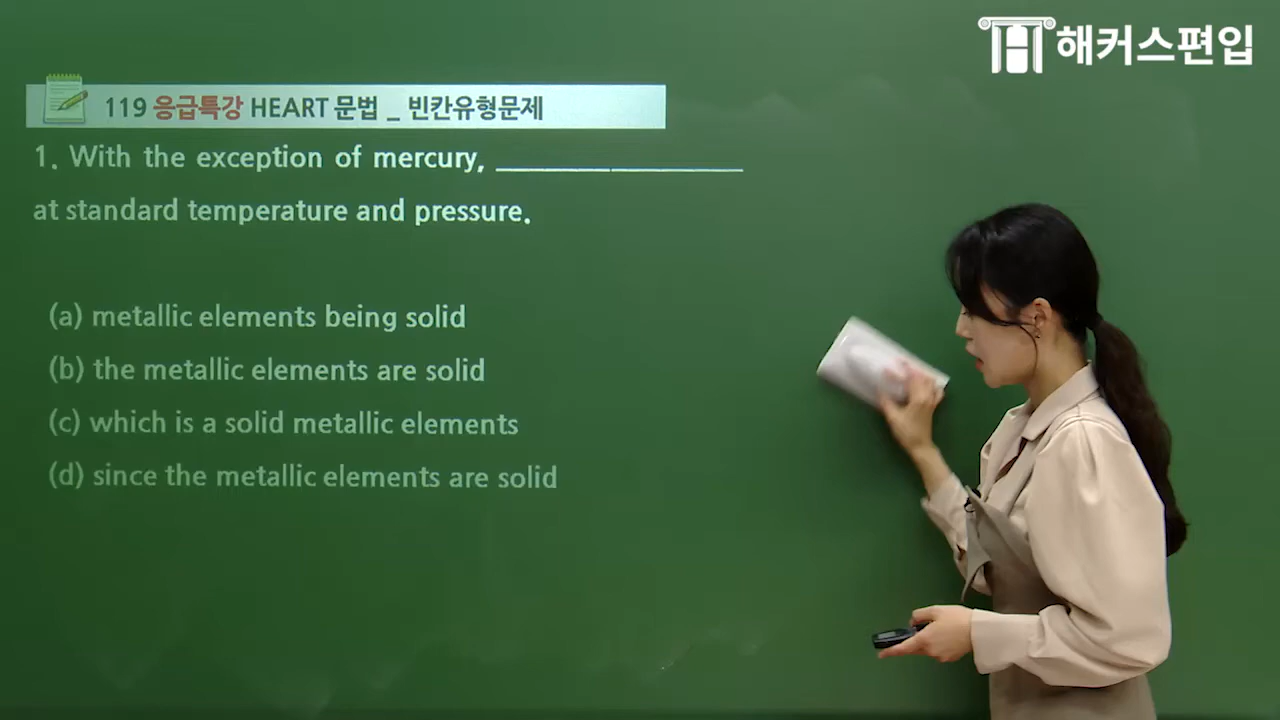 해커스편입
119 응급특강 HEART 문법 _ 빈칸유형문제
1. With the exception of mercury, ____________________
at standard temperature and pressure.
(a) metallic elements being solid
(b) the metallic elements are solid
(c) which is a solid metallic elements
(d) since the metallic elements are solid